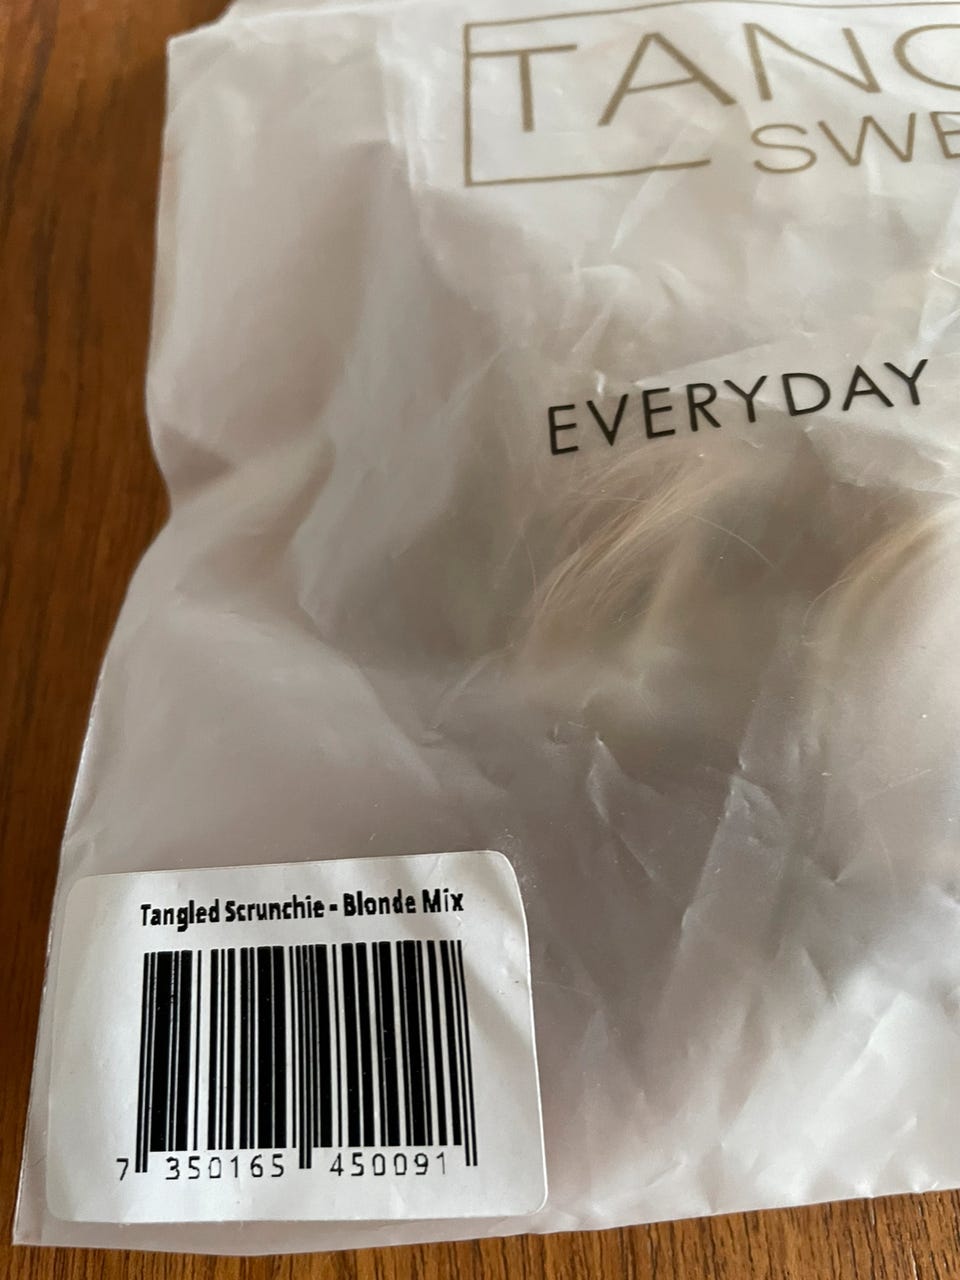 TANG
SWE
EVERYDAY
Tangled Scrunchie - Blonde Mix
7 350165 450091